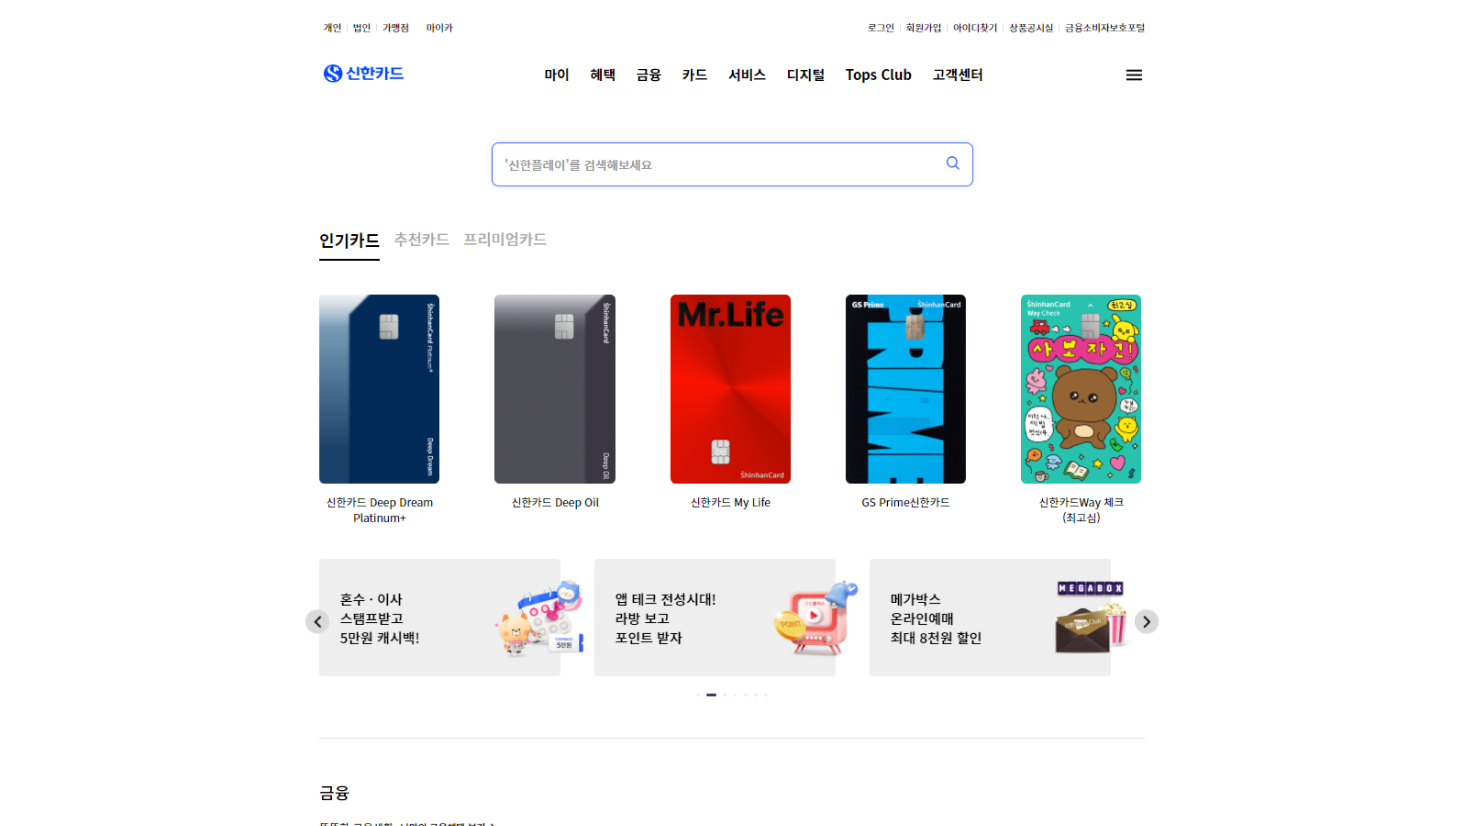 개인 법인 가맹점 마이카
로그인 회원가입 아이디찾기 상품공시실 금융소비자보호포털
신한카드
마이 혜택 금융 카드 서비스 디지털 Tops Club 고객센터
'신한플레이'를 검색해보세요
인기카드 추천카드 프리미엄카드
ShinhanCard Platinum+
Deep Dream
ShinhanCard
Deep Oil
Mr.Life
ShinhanCard
GS Prime ShinhanCard
PRIME
ShinhanCard
Way Check
최고심
사보자고!
신한카드 Deep Dream
Platinum+
신한카드 Deep Oil
신한카드 My Life
GS Prime신한카드
신한카드Way 체크
(최고심)
혼수 · 이사
스탬프받고
5만원 캐시백!
5만원
앱 테크 전성시대!
라방 보고
포인트 받자
POINT
메가박스
온라인예매
최대 8천원 할인
MEGABOX
금융